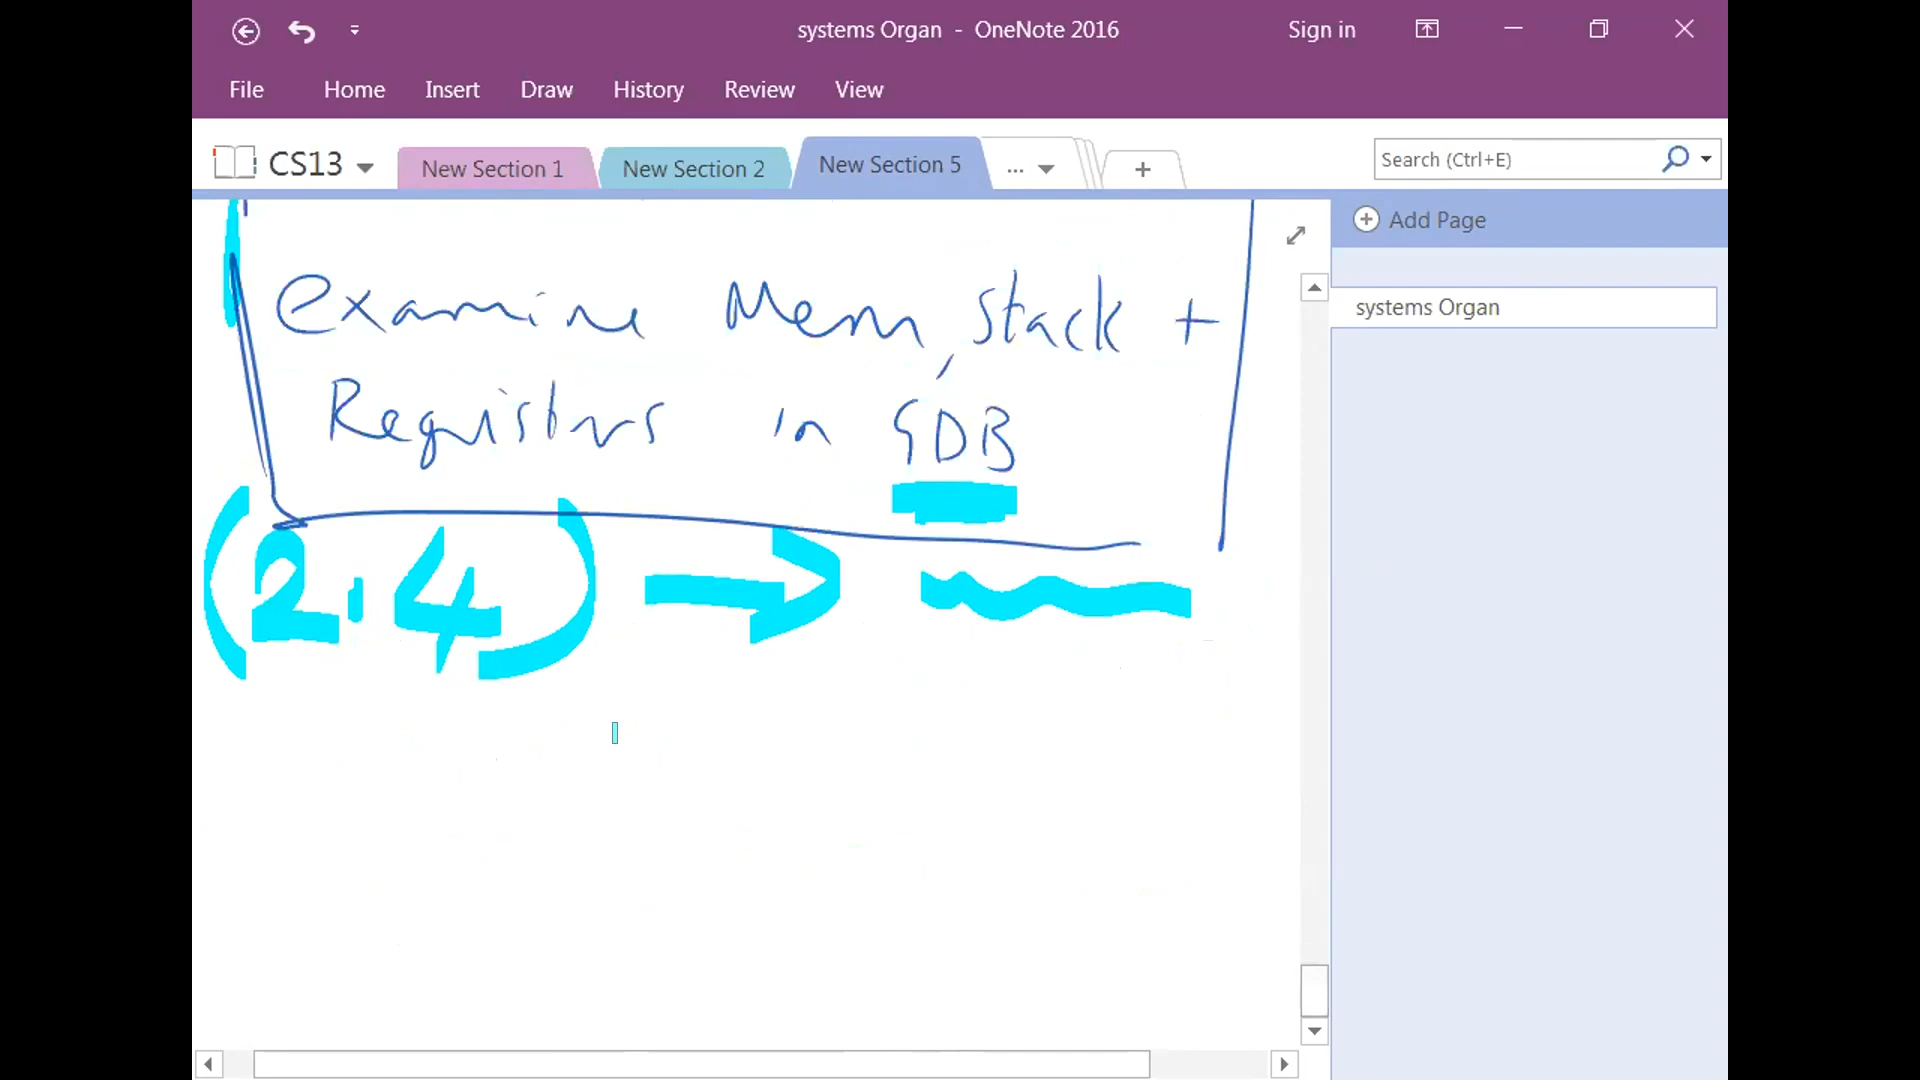 systems Organ - OneNote 2016
Sign in
File Home Insert Draw History Review View
CS13
New Section 1
New Section 2
New Section 5
...
Search (Ctrl+E)
Add Page
systems Organ
examine Mem, Stack +
Registers in GDB
(2.4) →